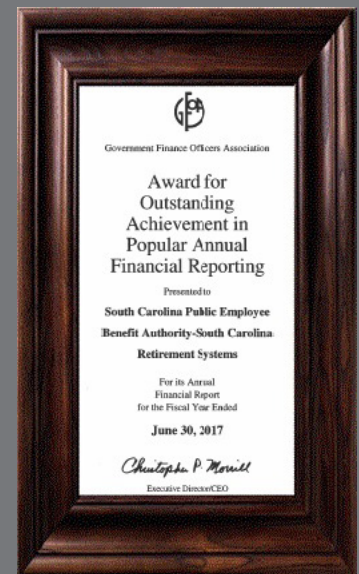 GFOA
Government Finance Officers Association
Award for
Outstanding
Achievement in
Popular Annual
Financial Reporting
Presented to
South Carolina Public Employee
Benefit Authority-South Carolina
Retirement Systems
For its Annual
Financial Report
for the Fiscal Year Ended
June 30, 2017
Christopher P. Morrill
Executive Director/CEO